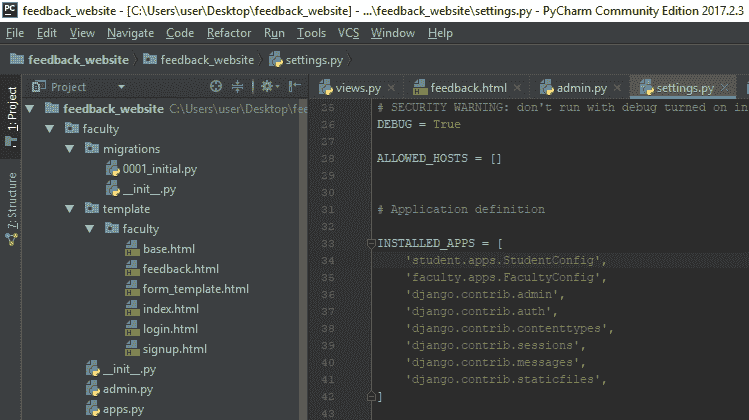 PC feedback_website - [C:\Users\user\Desktop\feedback_website] - ...\feedback_website\settings.py - PyCharm Community Edition 2017.2.3
File Edit View Navigate Code Refactor Run Tools VCS Window Help
feedback_website feedback_website settings.py
Project
views.py feedback.html admin.py settings.py
1: Project
7: Structure
feedback_website C:\Users\user\Desktop\fee
faculty
migrations
0001_initial.py
__init__.py
template
faculty
base.html
feedback.html
form_template.html
index.html
login.html
signup.html
__init__.py
admin.py
apps.py
25 # SECURITY WARNING: don't run with debug turned on in
26 DEBUG = True
27
28 ALLOWED_HOSTS = []
29
30
31 # Application definition
32
33 INSTALLED_APPS = [
34 'student.apps.StudentConfig',
35 'faculty.apps.FacultyConfig',
36 'django.contrib.admin',
37 'django.contrib.auth',
38 'django.contrib.contenttypes',
39 'django.contrib.sessions',
40 'django.contrib.messages',
41 'django.contrib.staticfiles',
42 ]
43